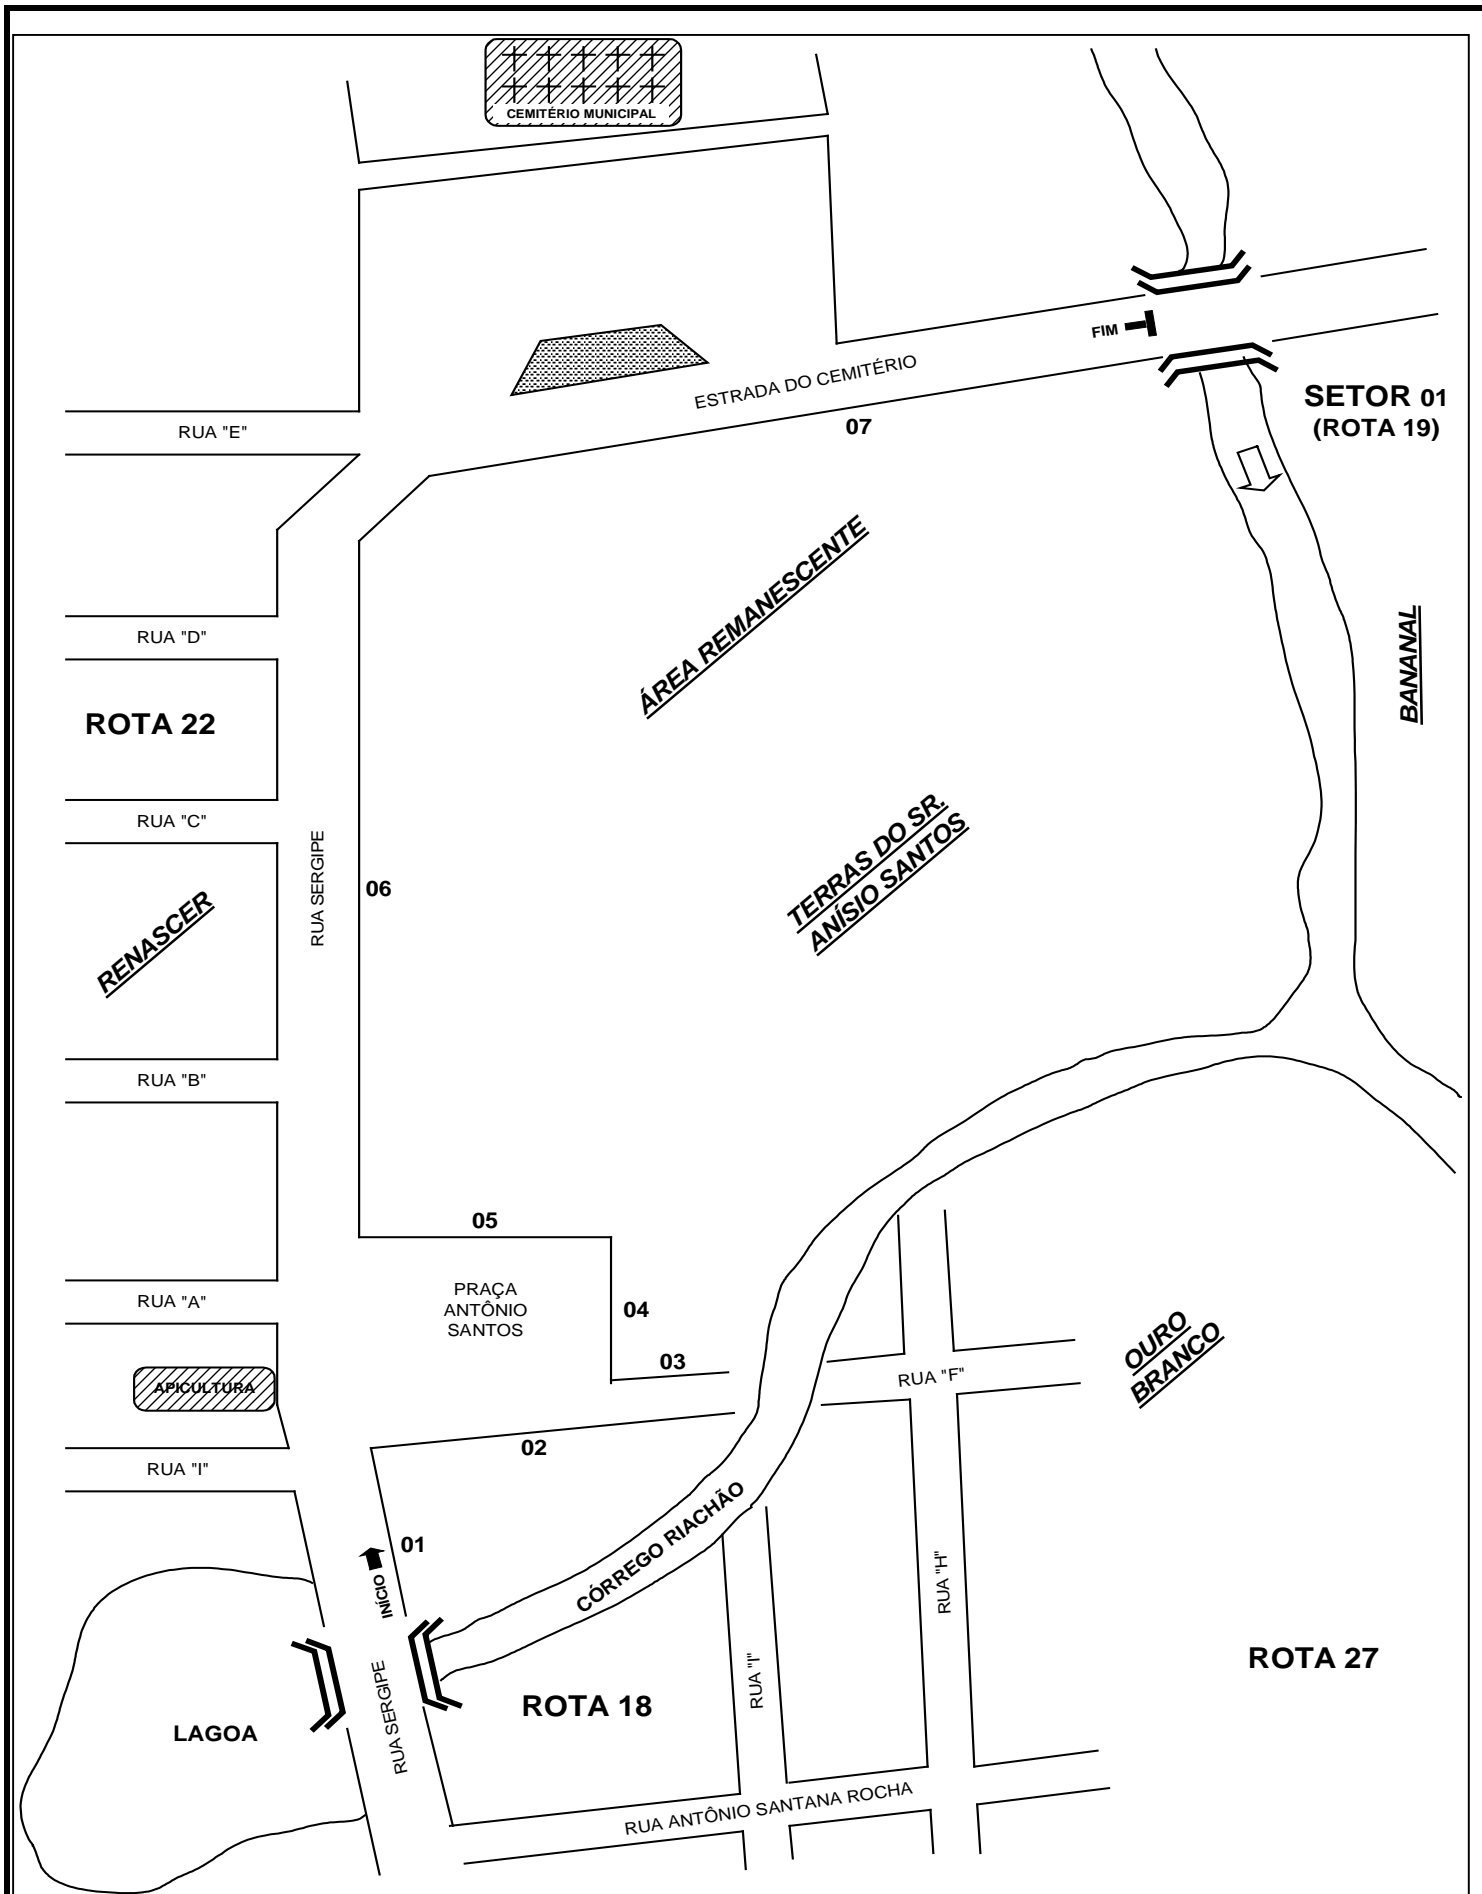 CEMITÉRIO MUNICIPAL
FIM
ESTRADA DO CEMITÉRIO
SETOR 01
(ROTA 19)
07
RUA "E"
ÁREA REMANESCENTE
RUA "D"
BANANAL
ROTA 22
RUA "C"
TERRAS DO SR.
ANÍSIO SANTOS
RUA SERGIPE
06
RENASCER
RUA "B"
05
PRAÇA
ANTÔNIO
SANTOS
04
RUA "A"
03
OURO
BRANCO
RUA "F"
APICULTURA
02
RUA "I"
CÓRREGO RIACHÃO
01
INÍCIO
RUA "H"
RUA "I"
ROTA 27
RUA SERGIPE
ROTA 18
LAGOA
RUA ANTÔNIO SANTANA ROCHA